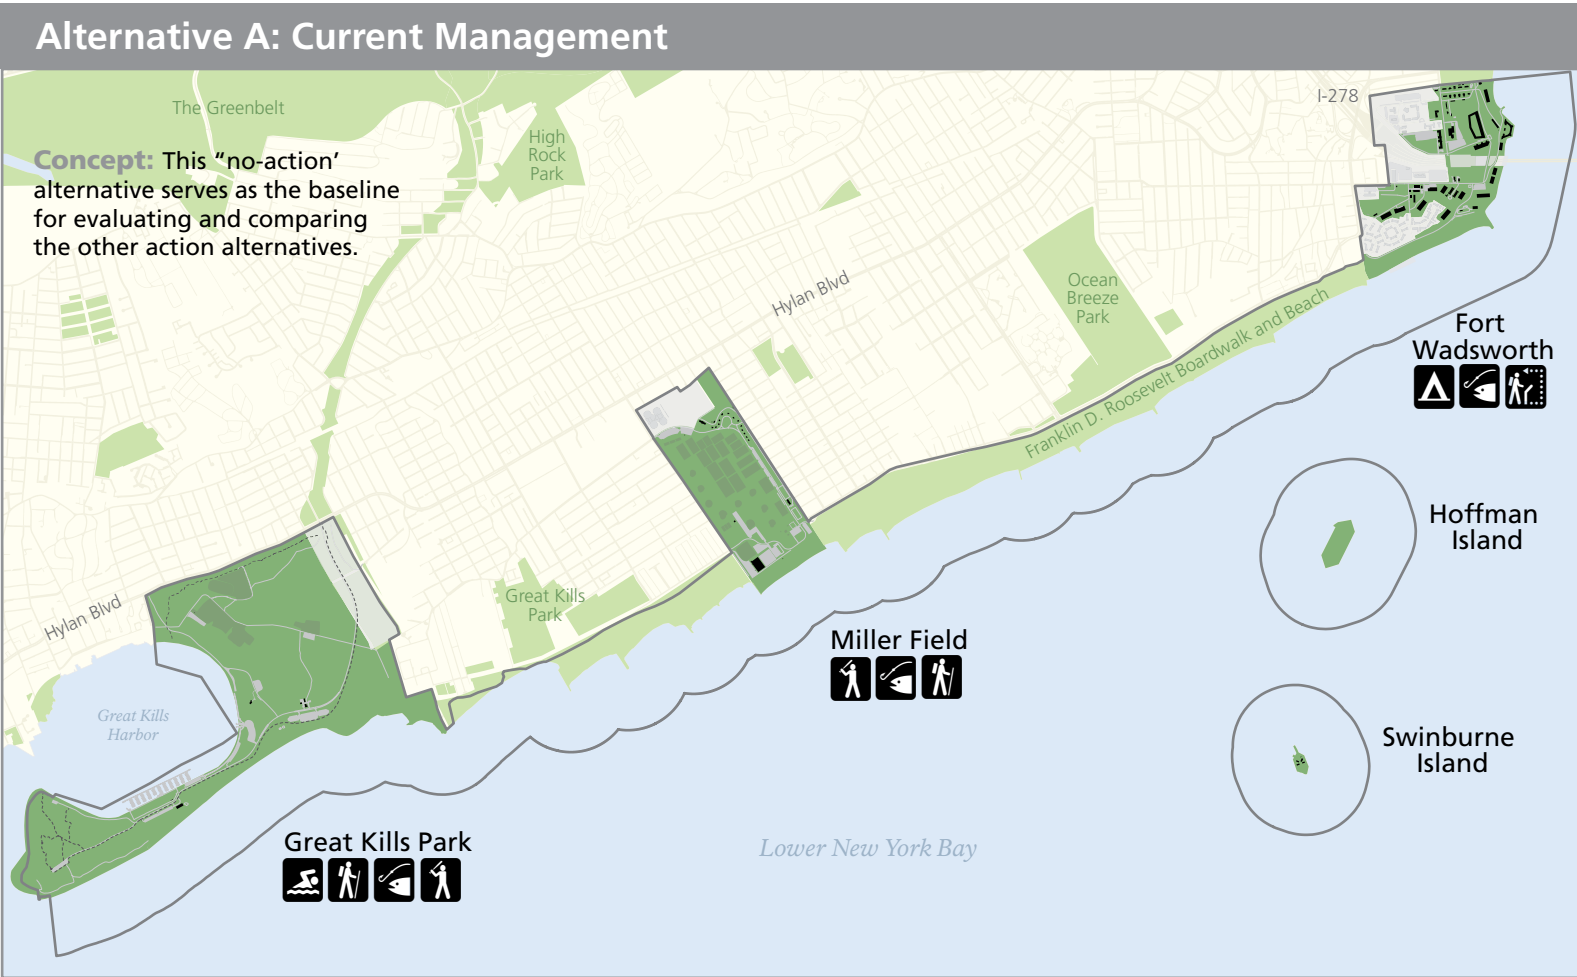 Alternative A: Current Management
The Greenbelt
High
Rock
Park
I-278
Concept: This “no-action’
alternative serves as the baseline
for evaluating and comparing
the other action alternatives.
Hylan Blvd
Ocean
Breeze
Park
Franklin D. Roosevelt Boardwalk and Beach
Fort
Wadsworth
Hoffman
Island
Great Kills
Park
Hylan Blvd
Miller Field
Great Kills
Harbor
Swinburne
Island
Great Kills Park
Lower New York Bay